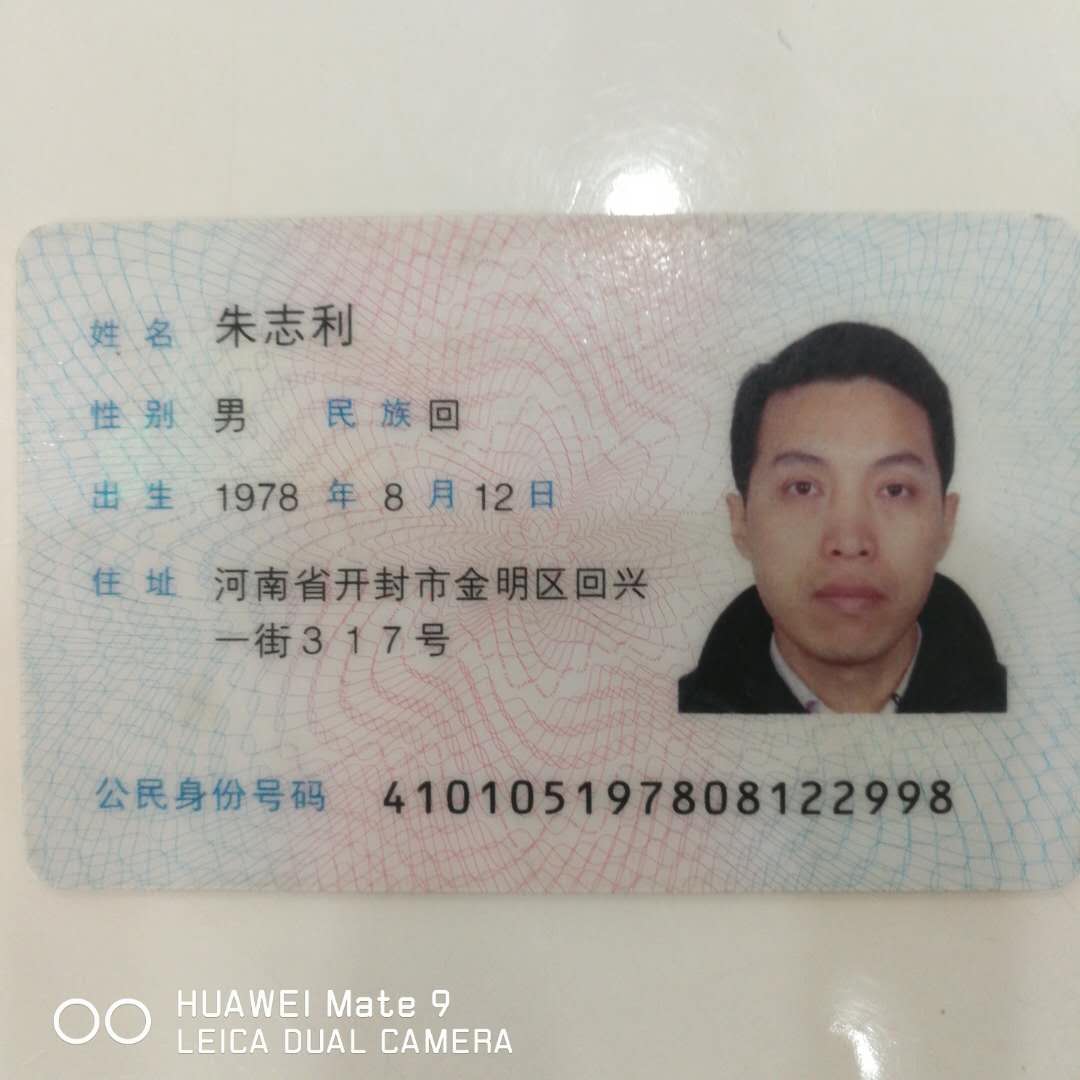 姓名 朱志利
性别 男 民族 回
出生 1978 年 8 月 12 日
住址 河南省开封市金明区回兴
一街317号
公民身份号码 410105197808122998
HUAWEI Mate 9
LEICA DUAL CAMERA